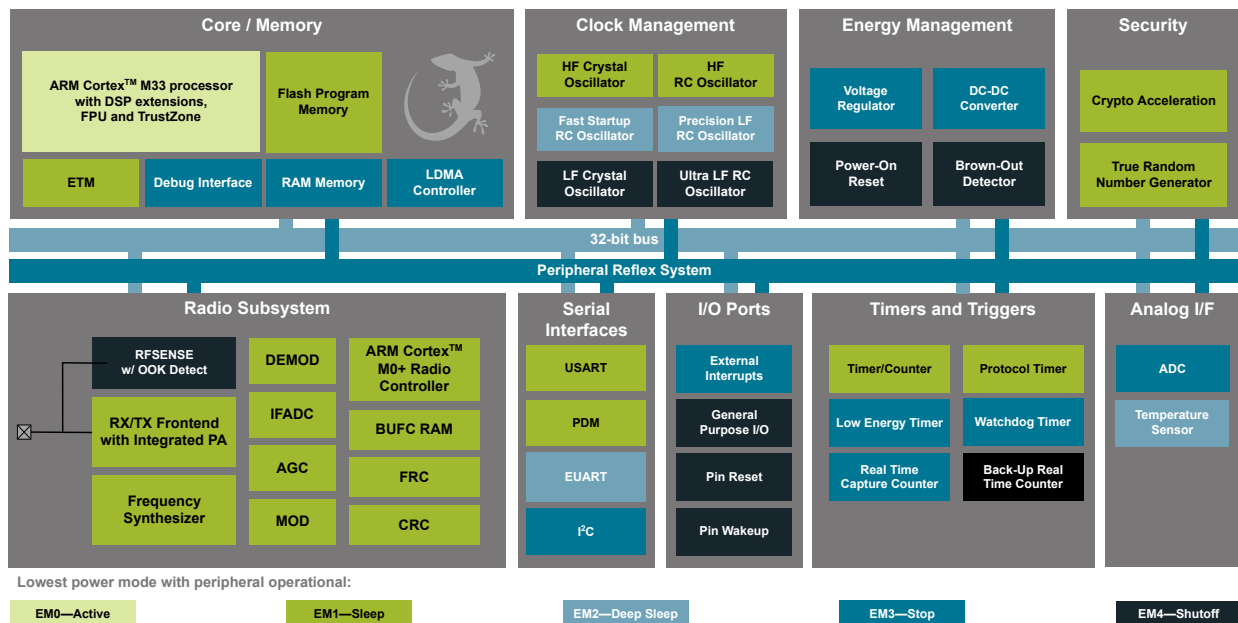 Core / Memory
ARM Cortex™ M33 processor
with DSP extensions,
FPU and TrustZone
Flash Program
Memory
ETM
Debug Interface
RAM Memory
LDMA
Controller
Clock Management
HF Crystal
Oscillator
HF
RC Oscillator
Fast Startup
RC Oscillator
Precision LF
RC Oscillator
LF Crystal
Oscillator
Ultra LF RC
Oscillator
Energy Management
Voltage
Regulator
DC-DC
Converter
Power-On
Reset
Brown-Out
Detector
Security
Crypto Acceleration
True Random
Number Generator
32-bit bus
Peripheral Reflex System
Radio Subsystem
RFSENSE
w/ OOK Detect
RX/TX Frontend
with Integrated PA
Frequency
Synthesizer
DEMOD
IFADC
AGC
MOD
ARM Cortex™
M0+ Radio
Controller
BUFC RAM
FRC
CRC
Serial
Interfaces
USART
PDM
EUART
I²C
I/O Ports
External
Interrupts
General
Purpose I/O
Pin Reset
Pin Wakeup
Timers and Triggers
Timer/Counter
Protocol Timer
Low Energy Timer
Watchdog Timer
Real Time
Capture Counter
Back-Up Real
Time Counter
Analog I/F
ADC
Temperature
Sensor
Lowest power mode with peripheral operational:
EM0—Active
EM1—Sleep
EM2—Deep Sleep
EM3—Stop
EM4—Shutoff